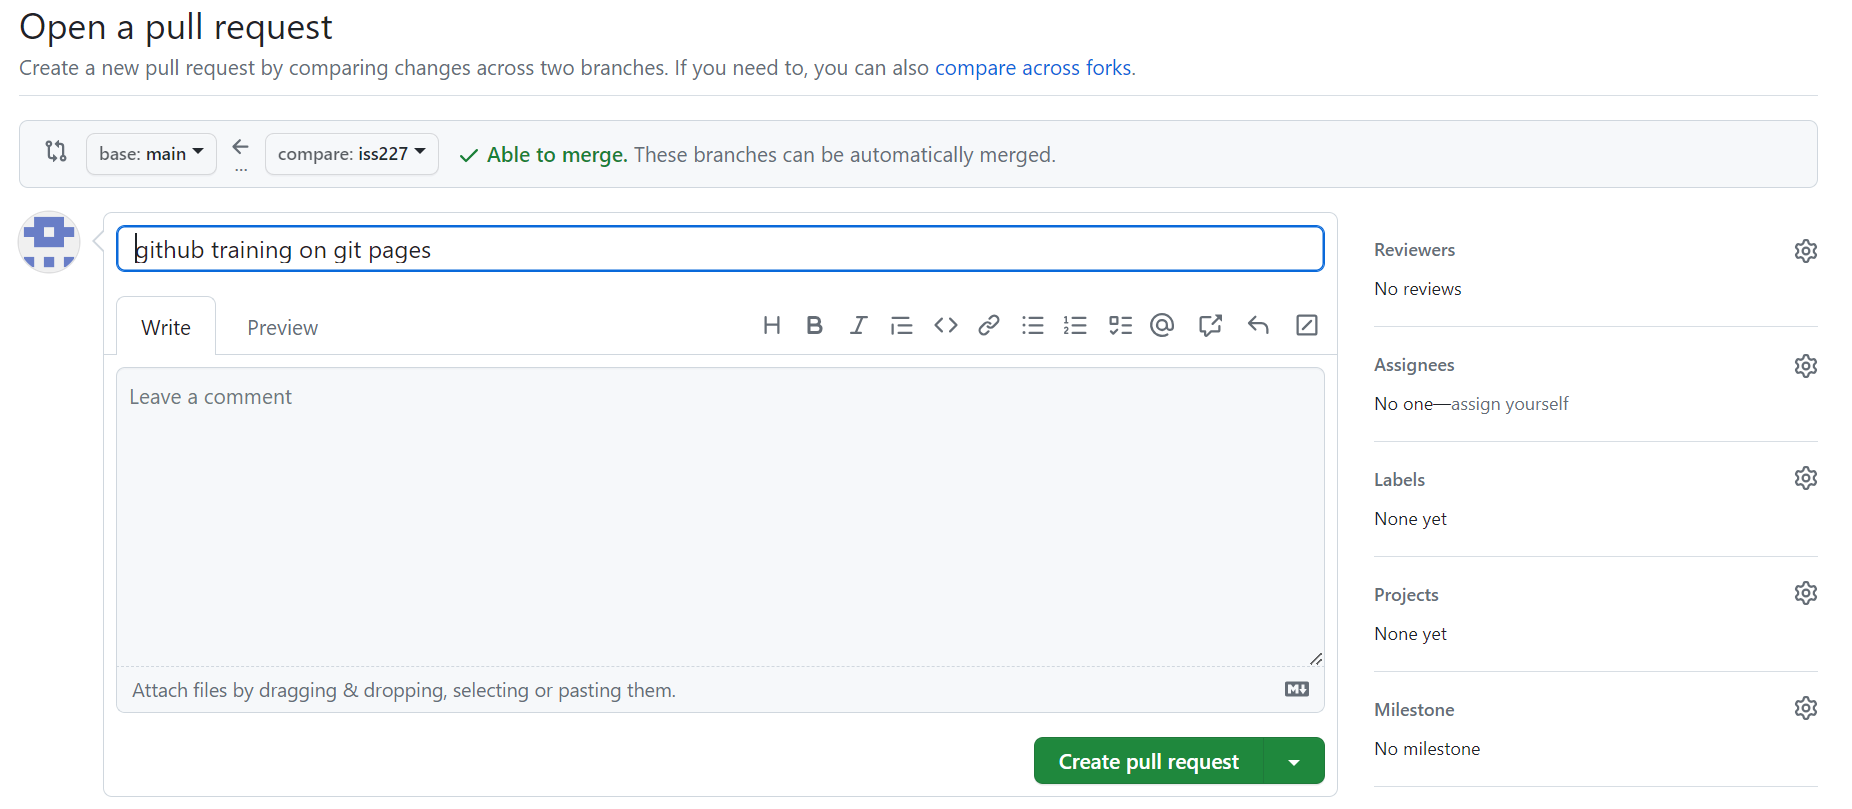 Open a pull request
Create a new pull request by comparing changes across two branches. If you need to, you can also compare across forks.
base: main
...
compare: iss227
Able to merge. These branches can be automatically merged.
github training on git pages
Write
Preview
Leave a comment
Attach files by dragging & dropping, selecting or pasting them.
Create pull request
Reviewers
No reviews
Assignees
No one—assign yourself
Labels
None yet
Projects
None yet
Milestone
No milestone